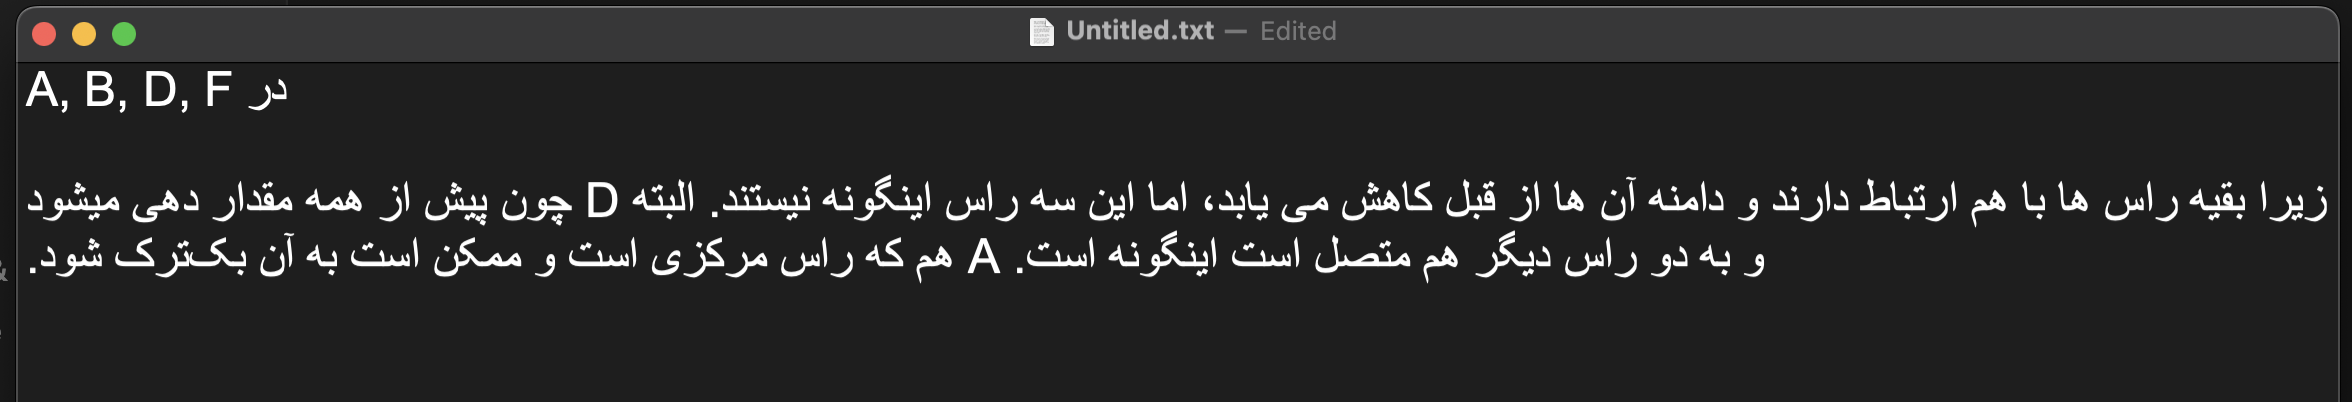 Untitled.txt — Edited
A, B, D, F در
زیرا بقیه راس ها با هم ارتباط دارند و دامنه آن ها از قبل کاهش می یابد، اما این سه راس اینگونه نیستند. البته D چون پیش از همه مقدار دهی میشود
و به دو راس دیگر هم متصل است اینگونه است. A هم که راس مرکزی است و ممکن است به آن بک‌ترک شود.